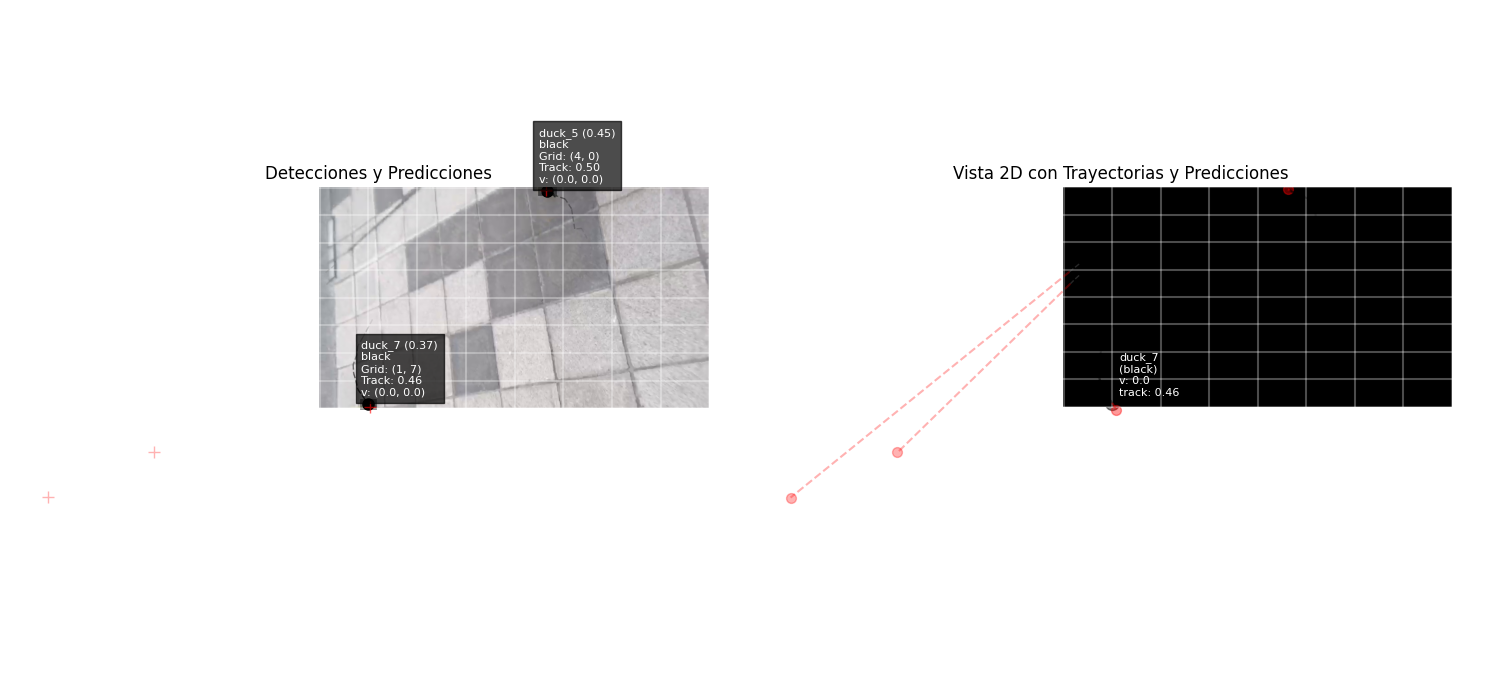 Detecciones y Predicciones
duck_5 (0.45)
black
Grid: (4, 0)
Track: 0.50
v: (0.0, 0.0)
duck_7 (0.37)
black
Grid: (1, 7)
Track: 0.46
v: (0.0, 0.0)
Vista 2D con Trayectorias y Predicciones
duck_7
(black)
v: 0.0
track: 0.46